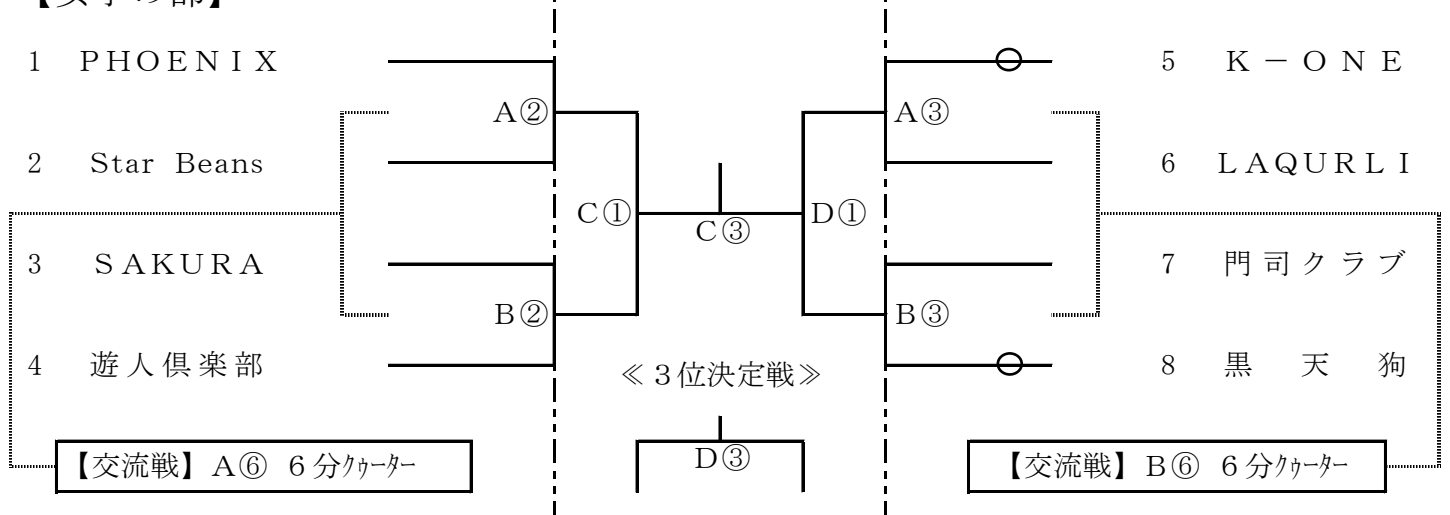 【女子の部】
1 ＰＨＯＥＮＩＸ
5 Ｋ－ＯＮＥ
A②
A③
2 Star Beans
6 ＬＡＱＵＲＬＩ
C①
C③
D①
3 ＳＡＫＵＲＡ
7 門司クラブ
B②
B③
4 遊人倶楽部
≪３位決定戦≫
8 黒天狗
【交流戦】A⑥ ６分ｸｩｰﾀｰ
D③
【交流戦】B⑥ ６分ｸｩｰﾀｰ